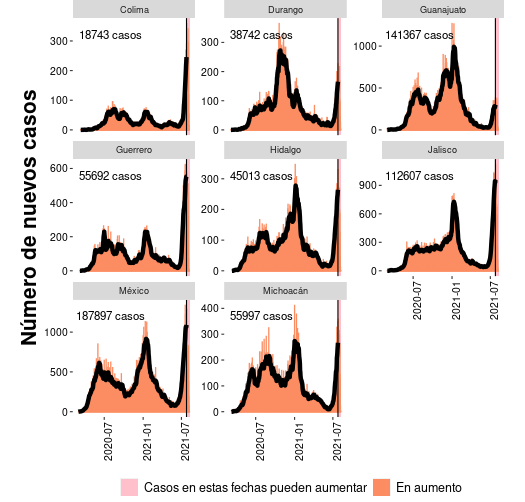 Colima
Durango
Guanajuato
18743 casos
38742 casos
141367 casos
300
200
100
0
300
200
100
0
1000
500
0
Guerrero
Hidalgo
Jalisco
55692 casos
45013 casos
112607 casos
600
400
200
0
300
200
100
0
900
600
300
0
México
Michoacán
187897 casos
55997 casos
1000
500
0
400
300
200
100
0
2020-07
2021-01
2021-07
2020-07
2021-01
2021-07
2020-07
2021-01
2021-07
Número de nuevos casos
Casos en estas fechas pueden aumentar
En aumento